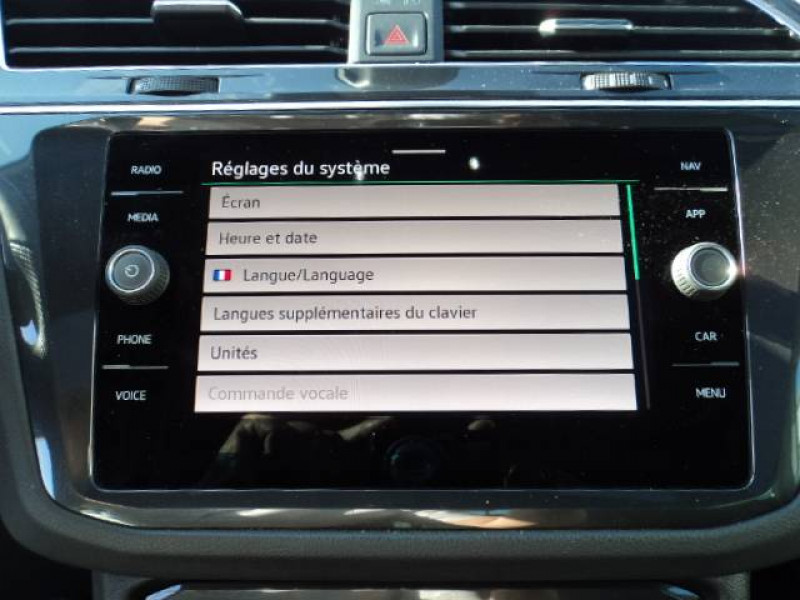 RADIO
MEDIA
PHONE
VOICE
Réglages du système
Écran
Heure et date
Langue/Language
Langues supplémentaires du clavier
Unités
Commande vocale
NAV
APP
CAR
MENU